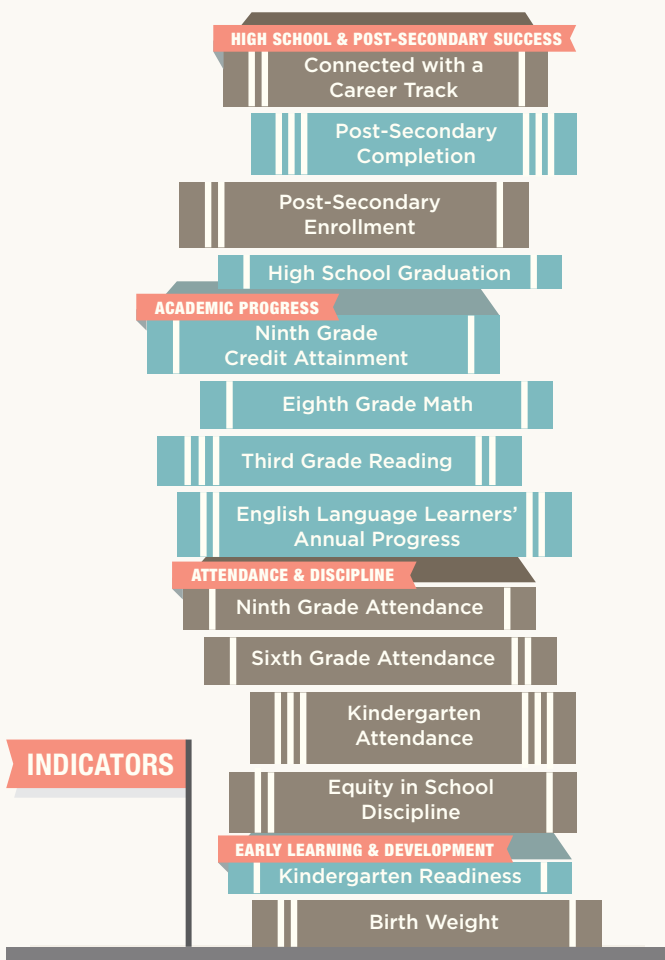 HIGH SCHOOL & POST-SECONDARY SUCCESS
Connected with a
Career Track
Post-Secondary
Completion
Post-Secondary
Enrollment
High School Graduation
ACADEMIC PROGRESS
Ninth Grade
Credit Attainment
Eighth Grade Math
Third Grade Reading
English Language Learners’
Annual Progress
ATTENDANCE & DISCIPLINE
Ninth Grade Attendance
Sixth Grade Attendance
Kindergarten
Attendance
INDICATORS
Equity in School
Discipline
EARLY LEARNING & DEVELOPMENT
Kindergarten Readiness
Birth Weight